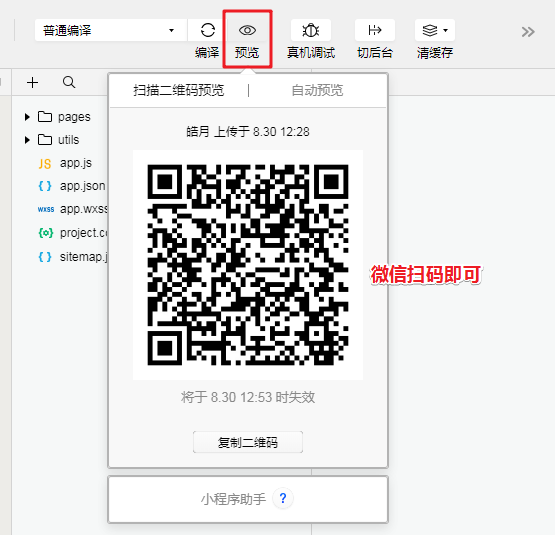 普通编译
编译
预览
真机调试
切后台
清缓存
扫描二维码预览
自动预览
pages
皓月 上传于 8.30 12:28
utils
JS app.js
{ } app.json
wxss app.wxss
{o} project.co
{ } sitemap.j
微信扫码即可
将于 8.30 12:53 时失效
复制二维码
小程序助手 ?